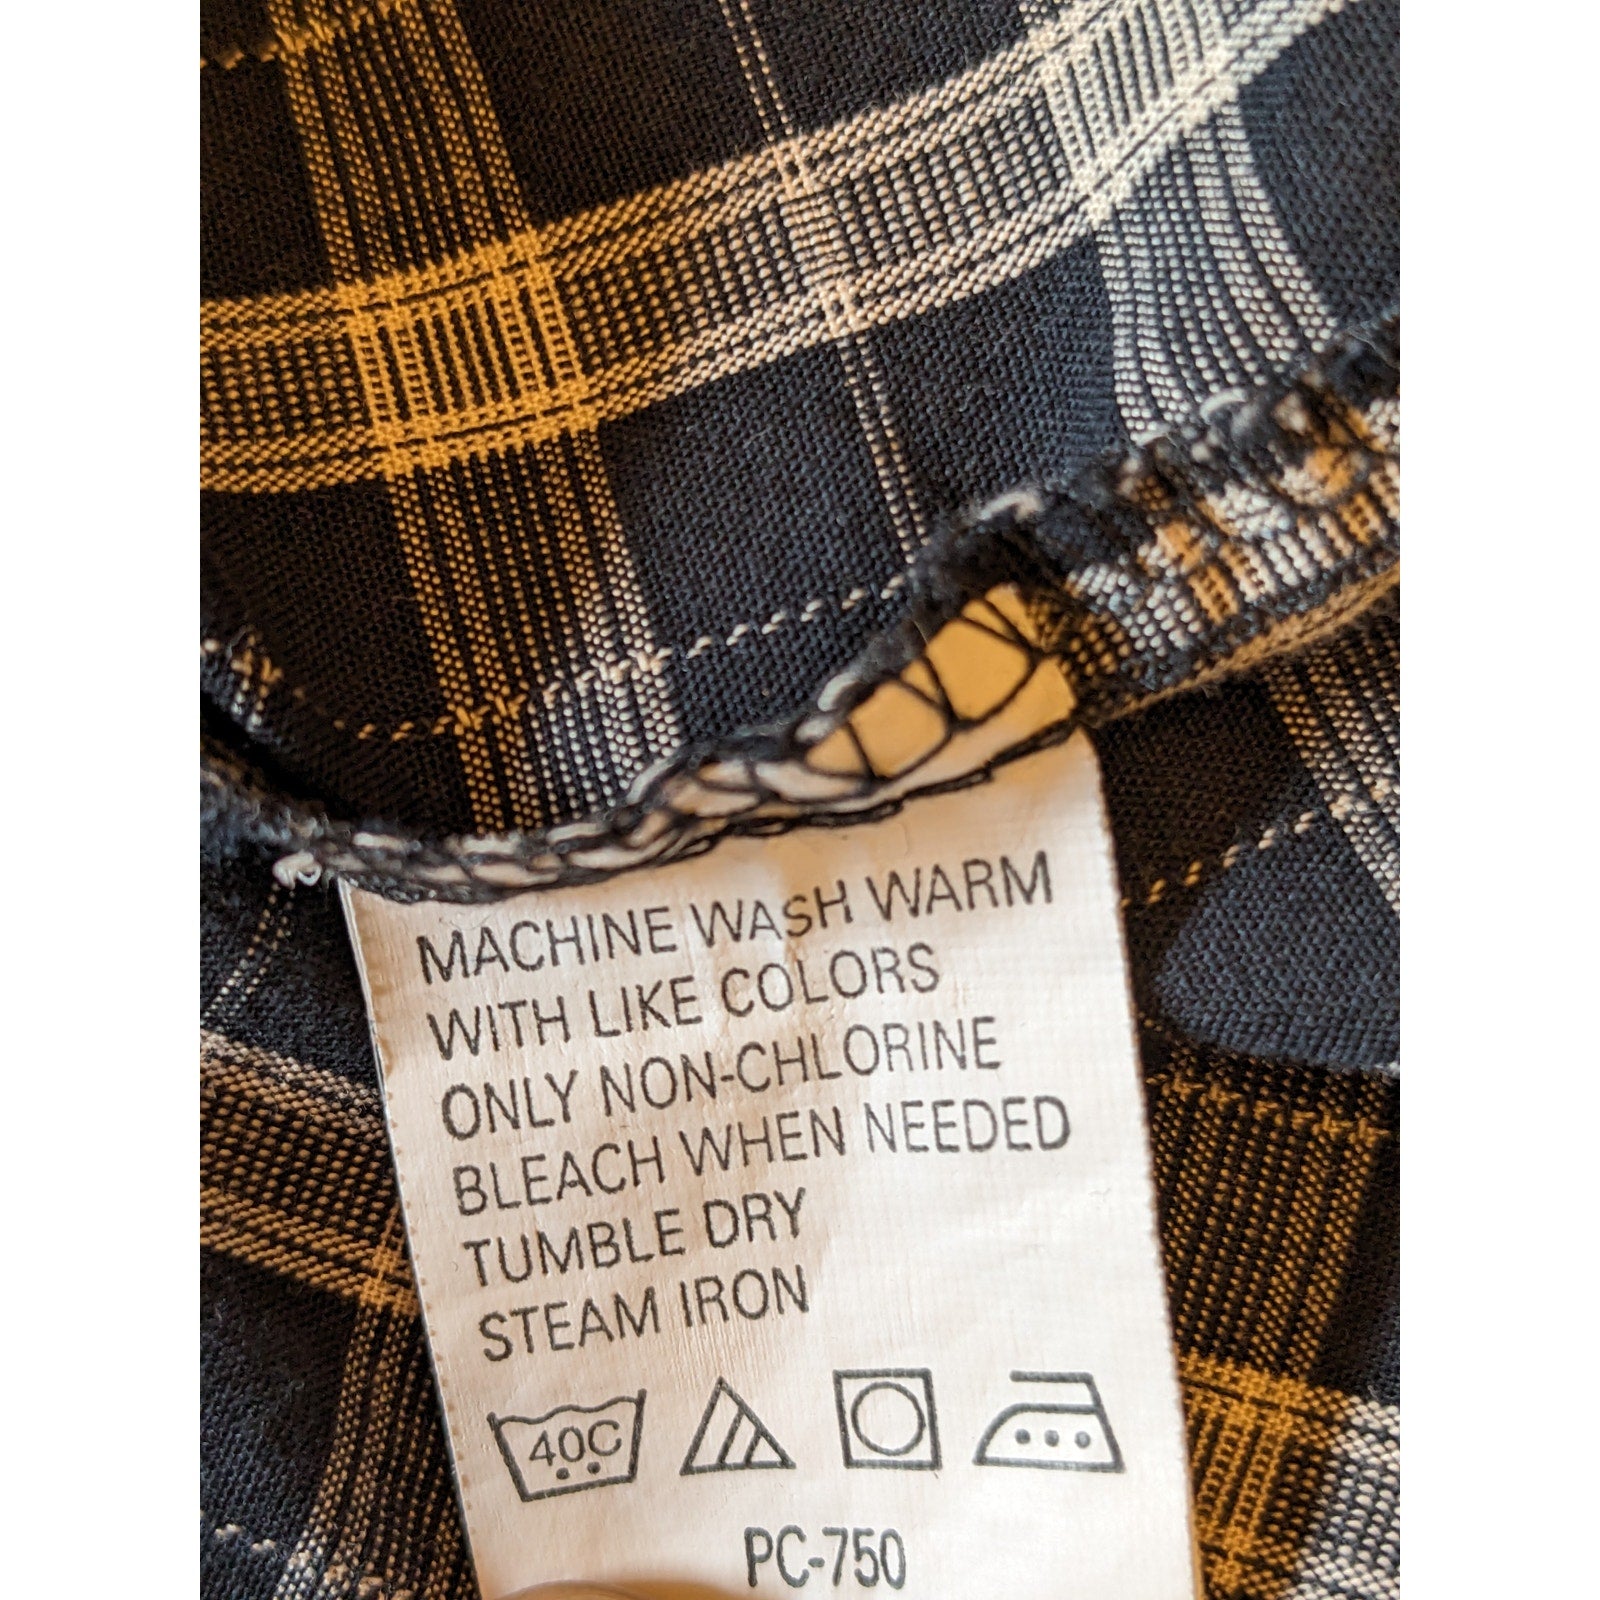 MACHINE WASH WARM
WITH LIKE COLORS
ONLY NON-CHLORINE
BLEACH WHEN NEEDED
TUMBLE DRY
STEAM IRON
40C
PC-750